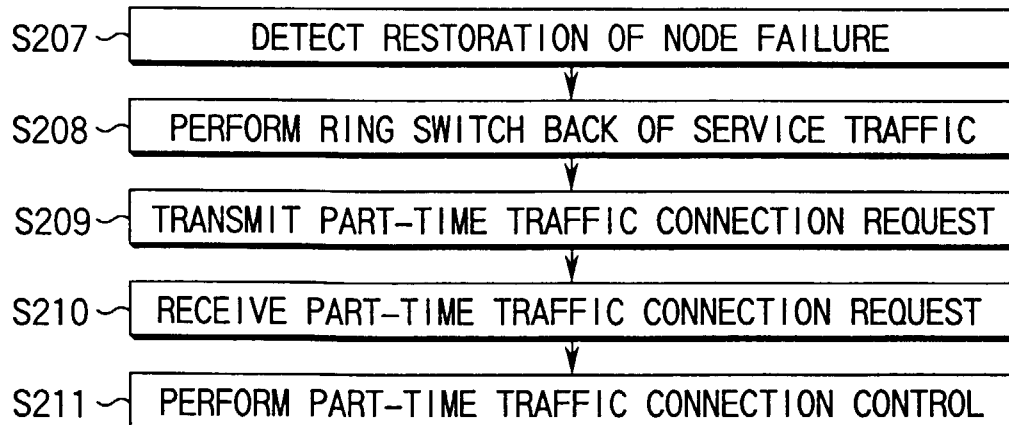 S207 DETECT RESTORATION OF NODE FAILURE
S208 PERFORM RING SWITCH BACK OF SERVICE TRAFFIC
S209 TRANSMIT PART-TIME TRAFFIC CONNECTION REQUEST
S210 RECEIVE PART-TIME TRAFFIC CONNECTION REQUEST
S211 PERFORM PART-TIME TRAFFIC CONNECTION CONTROL